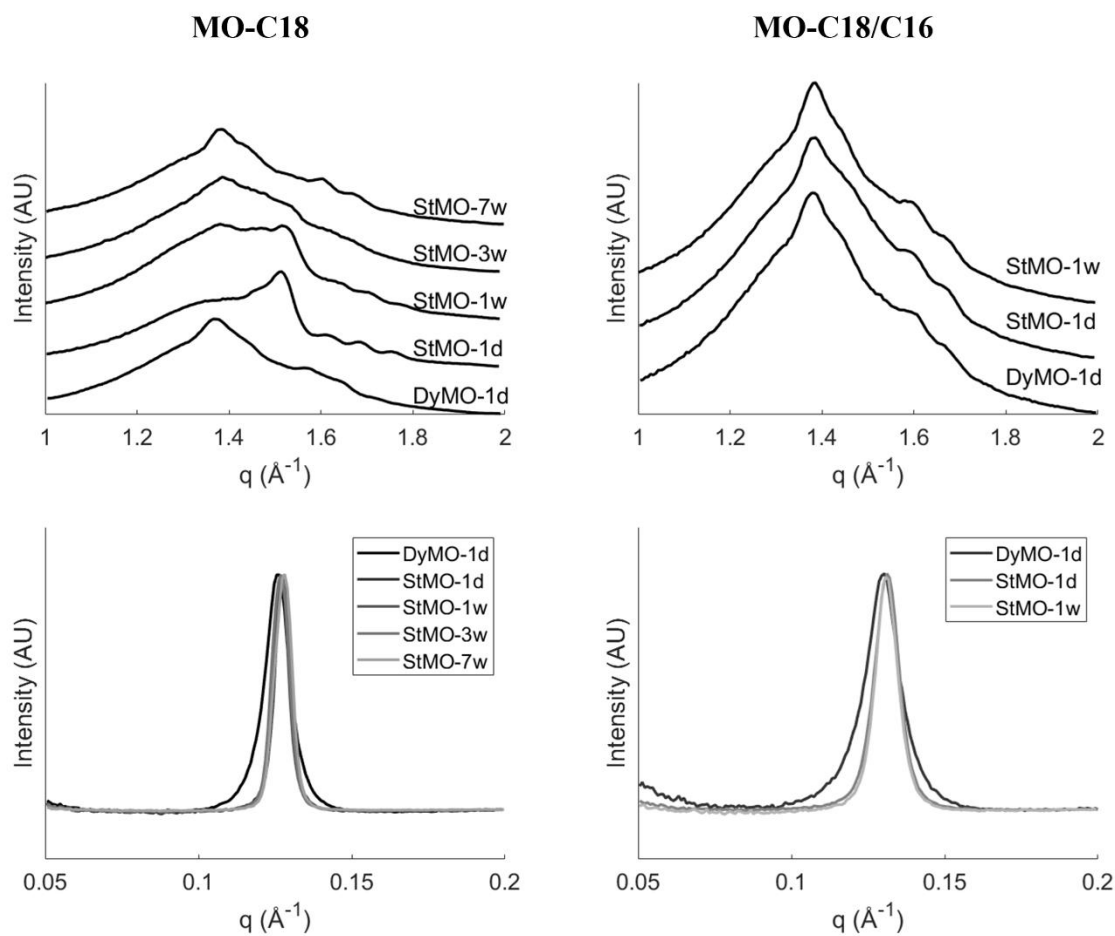 MO-C18
MO-C18/C16
Intensity (AU)
StMO-7w
StMO-3w
StMO-1w
StMO-1d
DyMO-1d
1 1.2 1.4 1.6 1.8 2
q (Å⁻¹)
Intensity (AU)
StMO-1w
StMO-1d
DyMO-1d
1 1.2 1.4 1.6 1.8 2
q (Å⁻¹)
Intensity (AU)
DyMO-1d
StMO-1d
StMO-1w
StMO-3w
StMO-7w
0.05 0.1 0.15 0.2
q (Å⁻¹)
Intensity (AU)
DyMO-1d
StMO-1d
StMO-1w
0.05 0.1 0.15 0.2
q (Å⁻¹)